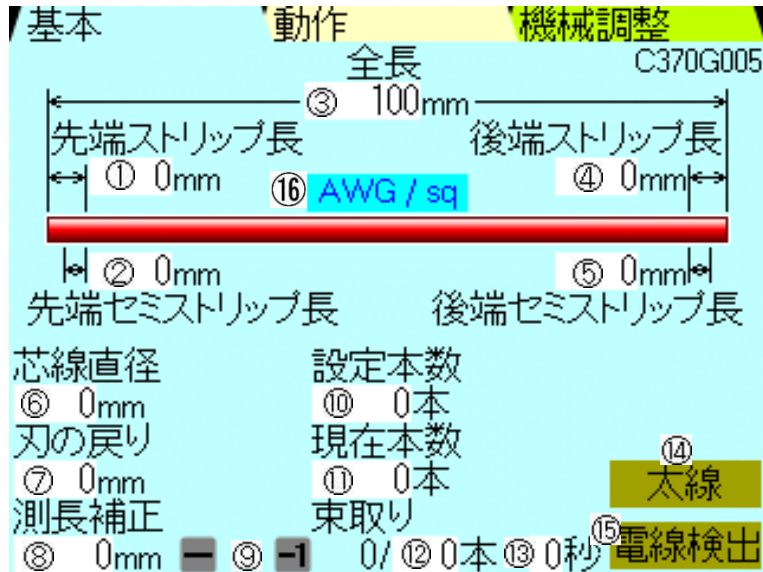 基本 動作 機械調整
全長 C370G005
③ 100mm
先端ストリップ長 後端ストリップ長
① 0mm ⑯ AWG / sq ④ 0mm
② 0mm ⑤ 0mm
先端セミストリップ長 後端セミストリップ長
芯線直径 設定本数
⑥ 0mm ⑩ 0本
刃の戻り 現在本数 ⑭
⑦ 0mm ⑪ 0本 太線
測長補正 束取り
⑧ 0mm － ⑨ -1 0/ ⑫ 0本 ⑬ 0秒 ⑮ 電線検出